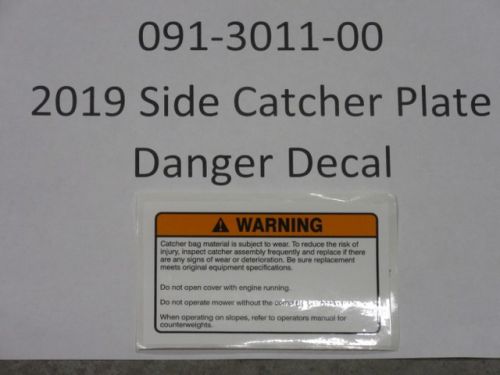 091-3011-00
2019 Side Catcher Plate
Danger Decal
WARNING
Catcher bag material is subject to wear. To reduce the risk of
injury, inspect catcher assembly frequently and replace if there
are any signs of wear or deterioration. Be sure replacement
meets original equipment specifications.
Do not open cover with engine running.
Do not operate mower without the
When operating on slopes, refer to operators manual for
counterweights.